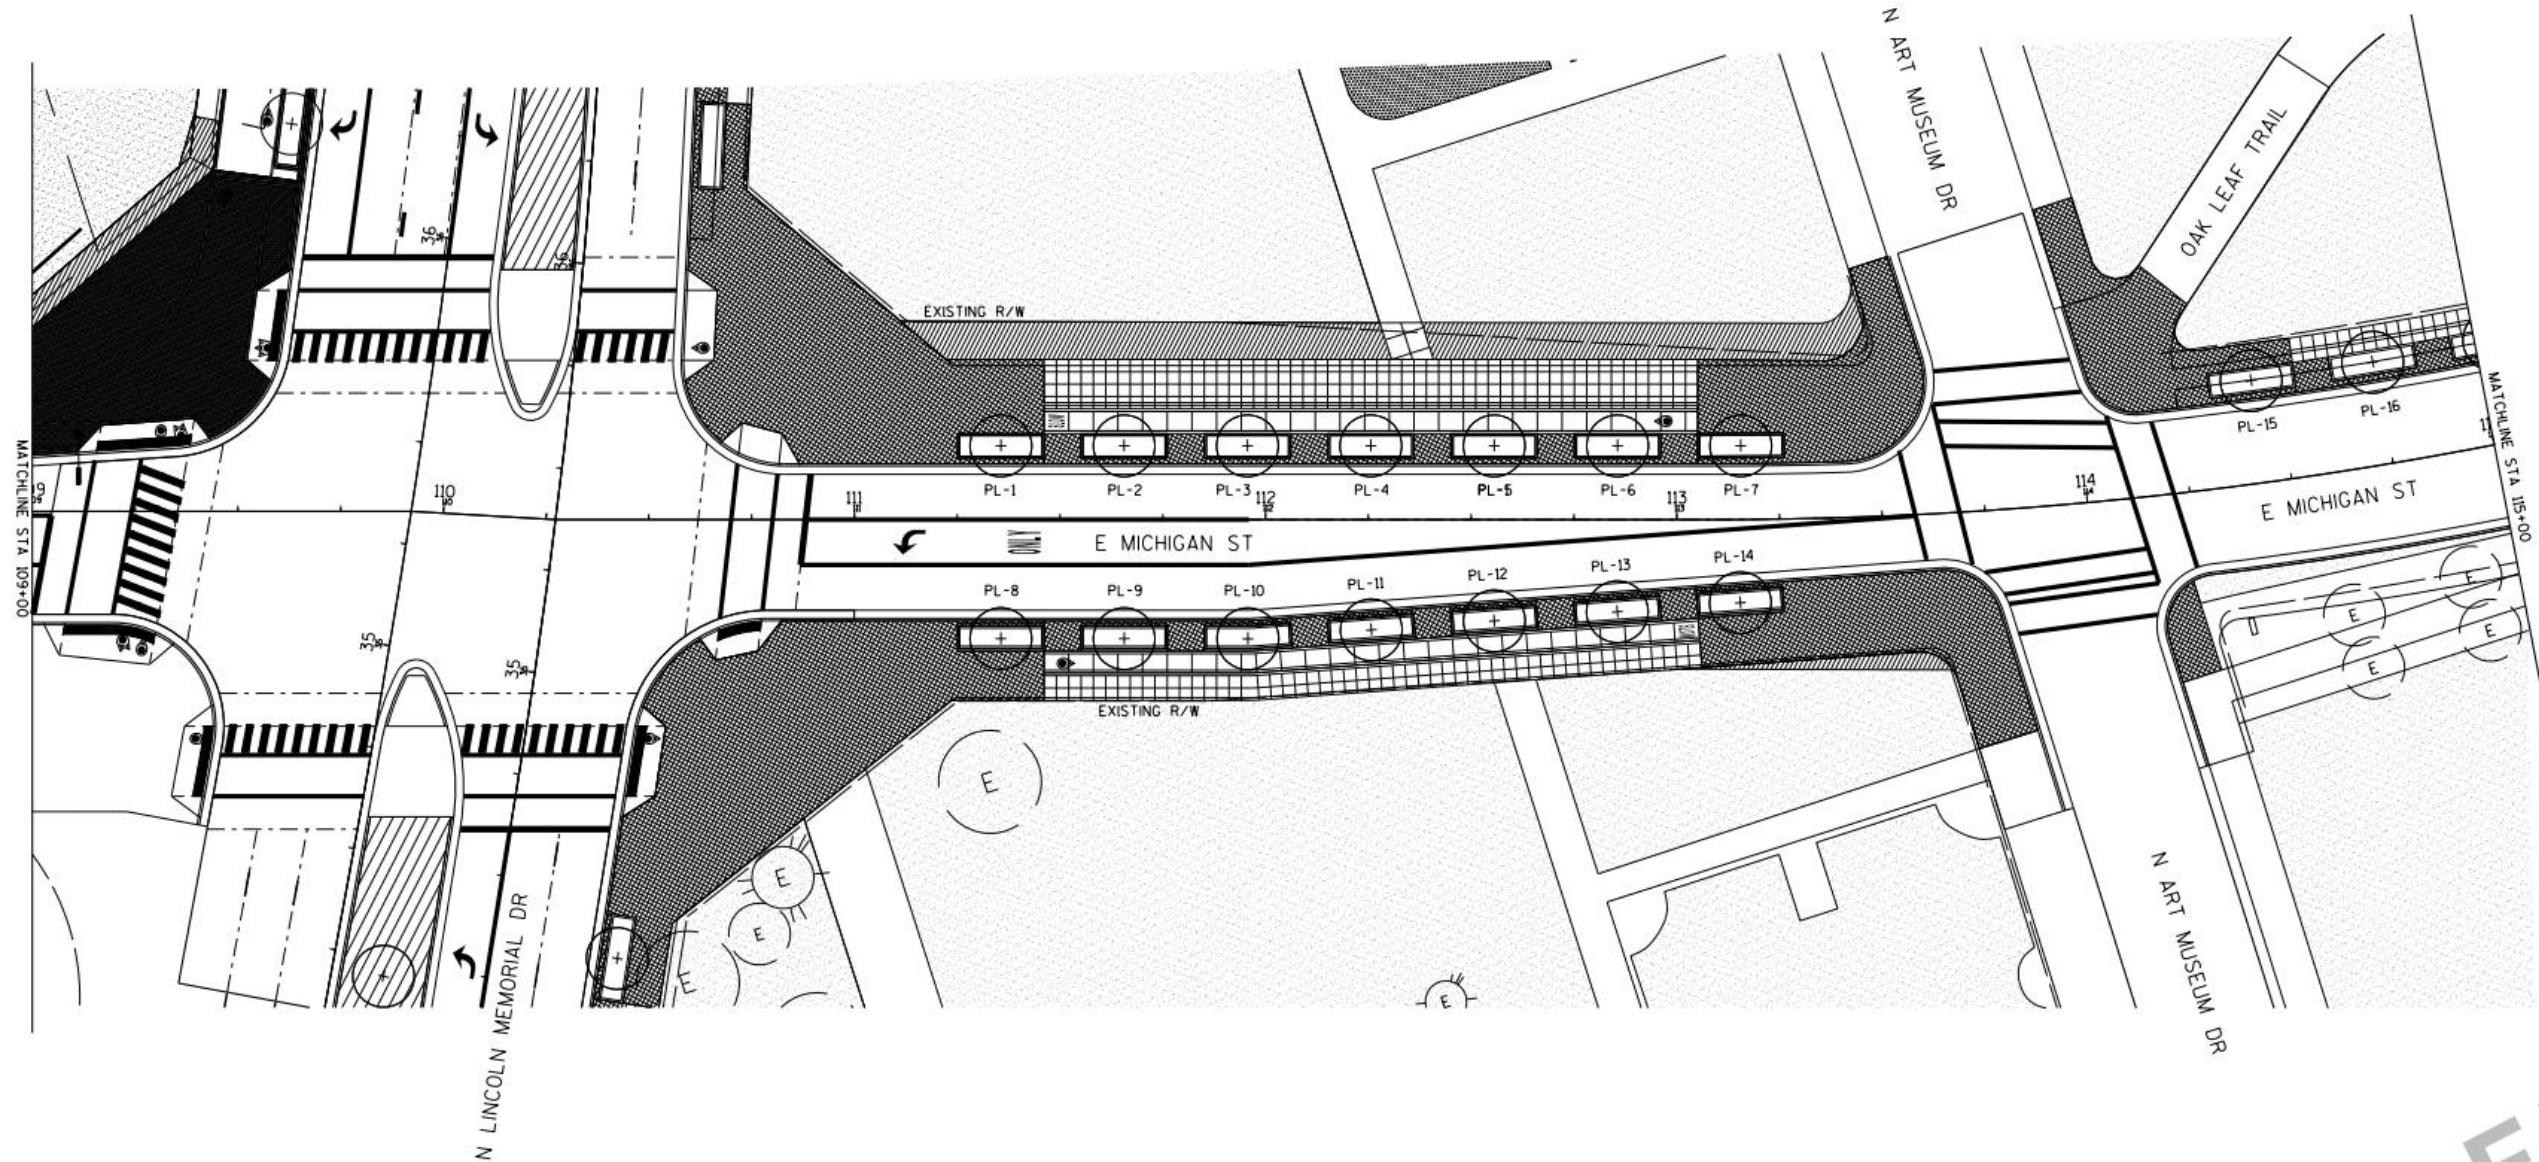 N ART MUSEUM DR
OAK LEAF TRAIL
36
36
EXISTING R/W
MATCHLINE STA 109+00
MATCHLINE STA 115+00
PL-15
PL-16
110
111
112
113
114
PL-1
PL-2
PL-3
PL-4
PL-5
PL-6
PL-7
E MICHIGAN ST
ONLY
E MICHIGAN ST
PL-8
PL-9
PL-10
PL-11
PL-12
PL-13
PL-14
35
35
EXISTING R/W
E
E
E
E
E
E
E
E
E
N LINCOLN MEMORIAL DR
N ART MUSEUM DR